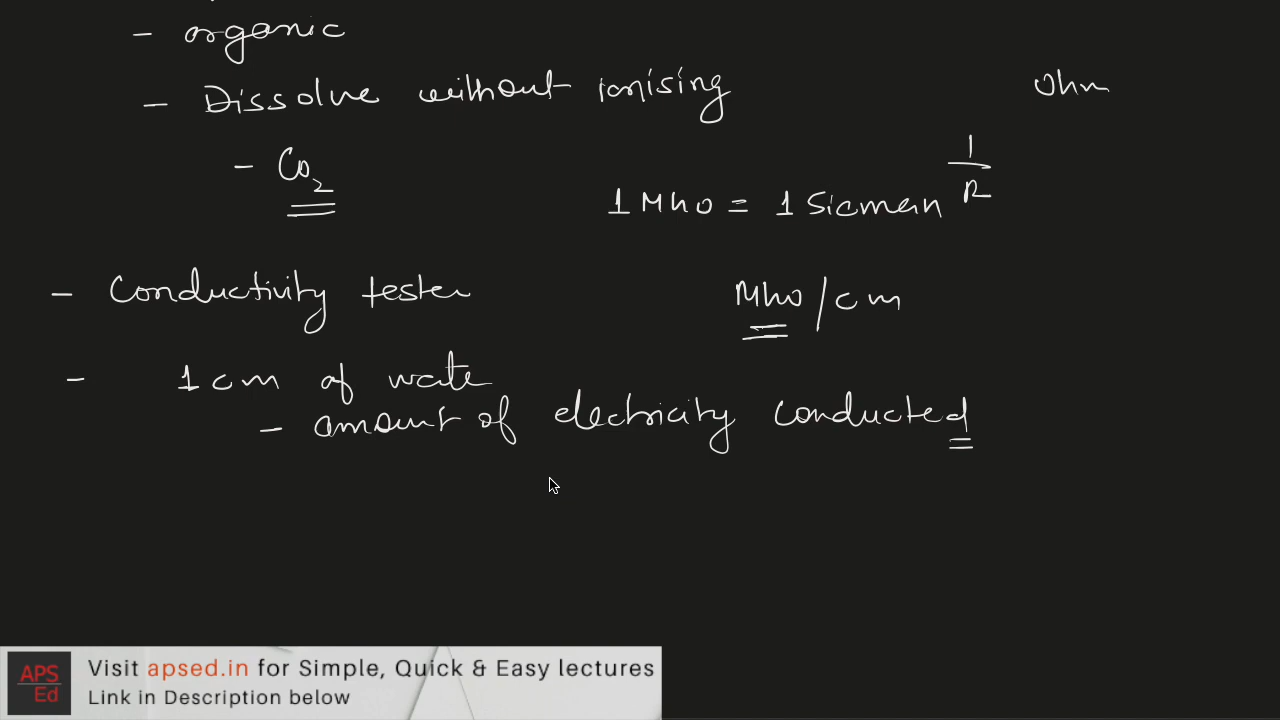 - organic
- Dissolve without ionising
Ohm
- CO2
1 Mho = 1 Siemen
1/R
- Conductivity tester
Mho/cm
- 1 cm of wate
- amount of electricity conducted
APS Ed
Visit apsed.in for Simple, Quick & Easy lectures
Link in Description below